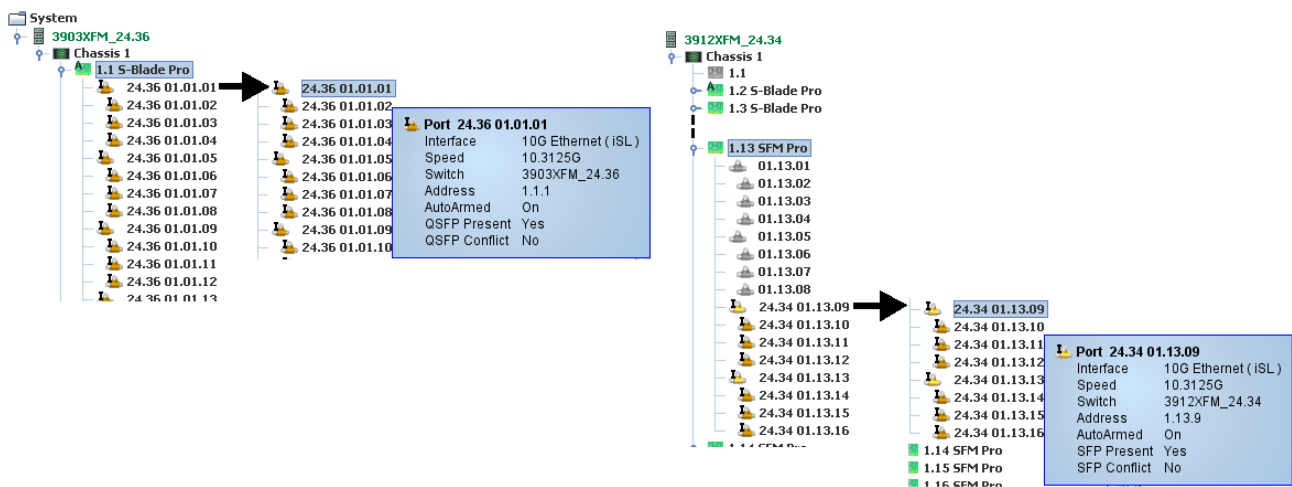 System
3903XFM_24.36
Chassis 1
A 1.1 S-Blade Pro
I 24.36 01.01.01
I 24.36 01.01.02
I 24.36 01.01.03
I 24.36 01.01.04
I 24.36 01.01.05
I 24.36 01.01.06
I 24.36 01.01.07
I 24.36 01.01.08
I 24.36 01.01.09
I 24.36 01.01.10
I 24.36 01.01.11
I 24.36 01.01.12
I 24.36 01.01.13
I 24.36 01.01.01
I 24.36 01.01.02
I 24.36 01.01.03
I 24.36 01.01.04
I 24.36 01.01.05
I 24.36 01.01.06
I 24.36 01.01.07
I 24.36 01.01.08
I 24.36 01.01.09
I 24.36 01.01.10
I Port 24.36 01.01.01
Interface 10G Ethernet ( iSL )
Speed 10.3125G
Switch 3903XFM_24.36
Address 1.1.1
AutoArmed On
QSFP Present Yes
QSFP Conflict No
3912XFM_24.34
Chassis 1
1.1
A 1.2 S-Blade Pro
1.3 S-Blade Pro
1.13 SFM Pro
01.13.01
01.13.02
01.13.03
01.13.04
01.13.05
01.13.06
01.13.07
01.13.08
I 24.34 01.13.09
I 24.34 01.13.10
I 24.34 01.13.11
I 24.34 01.13.12
I 24.34 01.13.13
I 24.34 01.13.14
I 24.34 01.13.15
I 24.34 01.13.16
1.14 SFM Pro
I 24.34 01.13.09
I 24.34 01.13.10
I 24.34 01.13.11
I 24.34 01.13.12
I 24.34 01.13.13
I 24.34 01.13.14
I 24.34 01.13.15
I 24.34 01.13.16
1.14 SFM Pro
1.15 SFM Pro
1.16 SFM Pro
I Port 24.34 01.13.09
Interface 10G Ethernet ( iSL )
Speed 10.3125G
Switch 3912XFM_24.34
Address 1.13.9
AutoArmed On
SFP Present Yes
SFP Conflict No